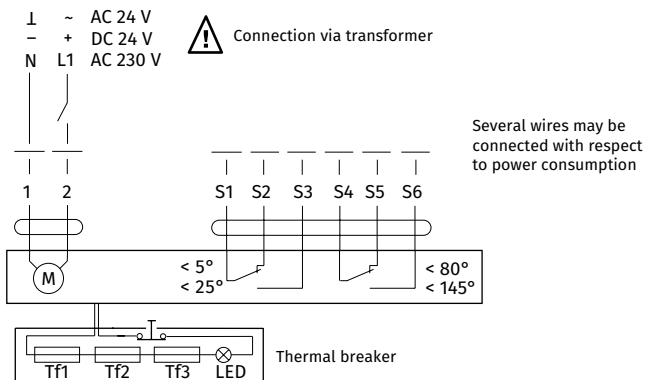 ⊥ ~ AC 24 V
– + DC 24 V
N L1 AC 230 V
Connection via transformer
Several wires may be
connected with respect
to power consumption
1 2 S1 S2 S3 S4 S5 S6
M
< 5°
< 25°
< 80°
< 145°
Tf1 Tf2 Tf3 LED
Thermal breaker